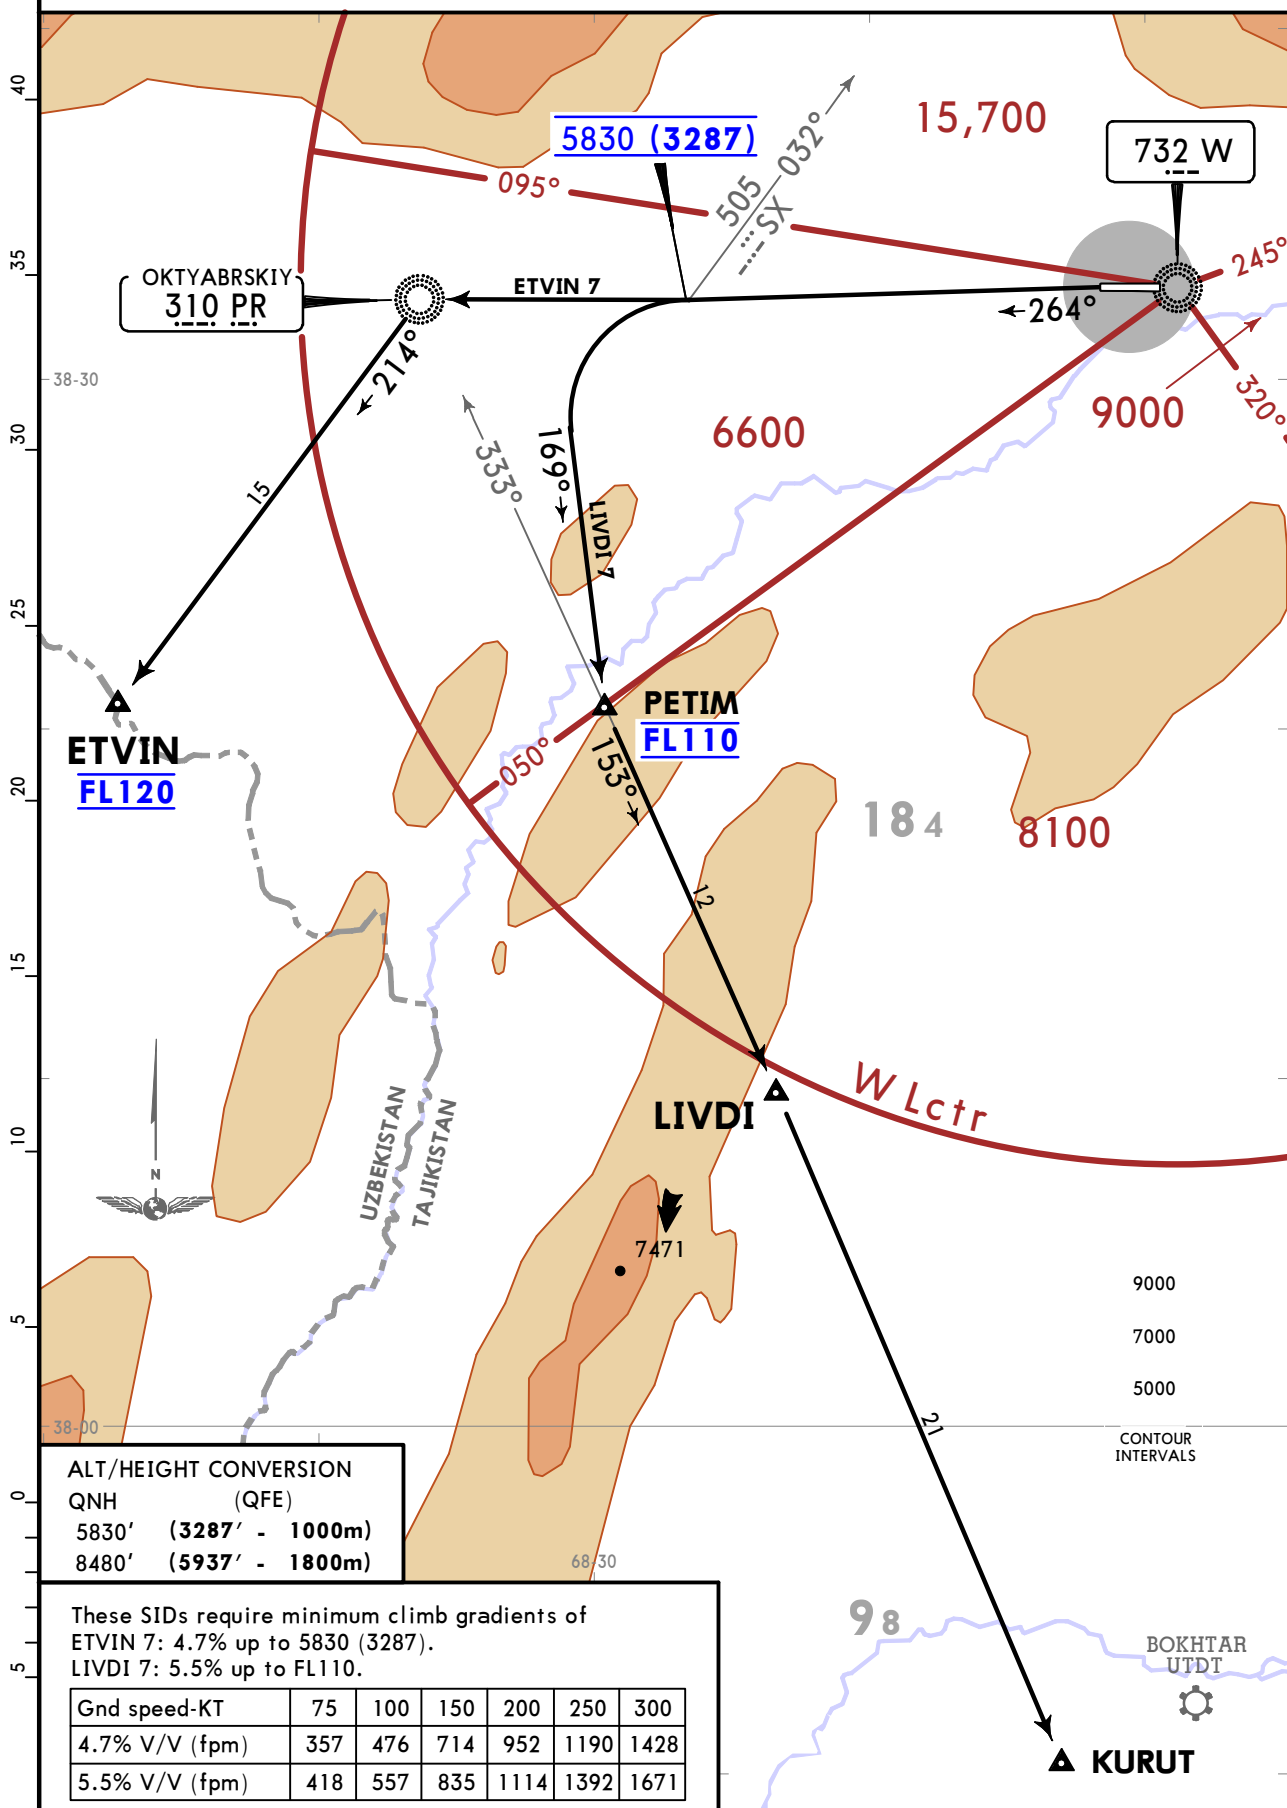 40
35
30
25
20
15
10
5
0
5
15,700
5830 (3287)
732 W
505
032°
SX
095°
245°
OKTYABRSKIY
310 PR
ETVIN 7
264°
214°
38-30
9000
320°
6600
333°
169°
LIVDI 7
15
PETIM
FL110
050°
153°
ETVIN
FL120
184
8100
12
W Lctr
LIVDI
UZBEKISTAN
TAJIKISTAN
N
7471
9000
7000
5000
CONTOUR
INTERVALS
21
38-00
ALT/HEIGHT CONVERSION
QNH (QFE)
5830' (3287' - 1000m)
8480' (5937' - 1800m)
68-30
98
BOKHTAR
UTDT
KURUT
These SIDs require minimum climb gradients of
ETVIN 7: 4.7% up to 5830 (3287).
LIVDI 7: 5.5% up to FL110.
Gnd speed-KT 75 100 150 200 250 300
4.7% V/V (fpm) 357 476 714 952 1190 1428
5.5% V/V (fpm) 418 557 835 1114 1392 1671